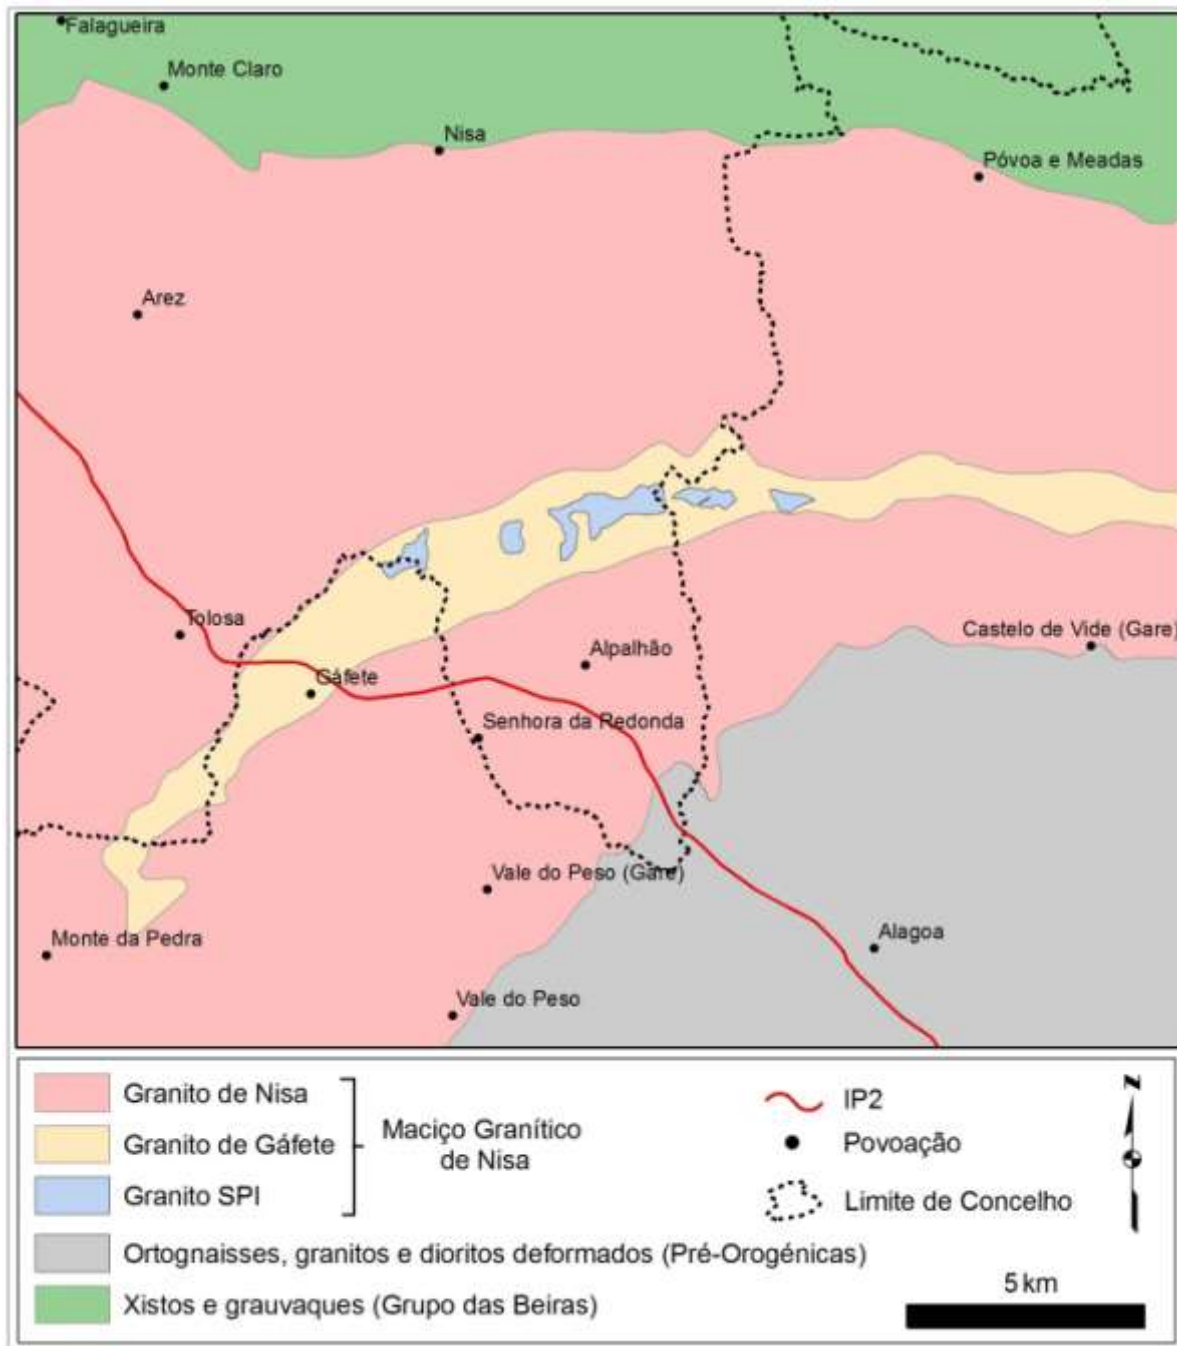 Falagueira
Monte Claro
Nisa
Póvoa e Meadas
Arez
Tolosa
Castelo de Vide (Gare)
Alpalhão
Gáfete
Senhora da Redonda
Vale do Peso (Gare)
Alagoa
Monte da Pedra
Vale do Peso
Granito de Nisa
Granito de Gáfete
Granito SPI
Maciço Granítico
de Nisa
Ortognaisses, granitos e dioritos deformados (Pré-Orogénicas)
Xistos e grauvaques (Grupo das Beiras)
IP2
Povoação
Limite de Concelho
N
5 km